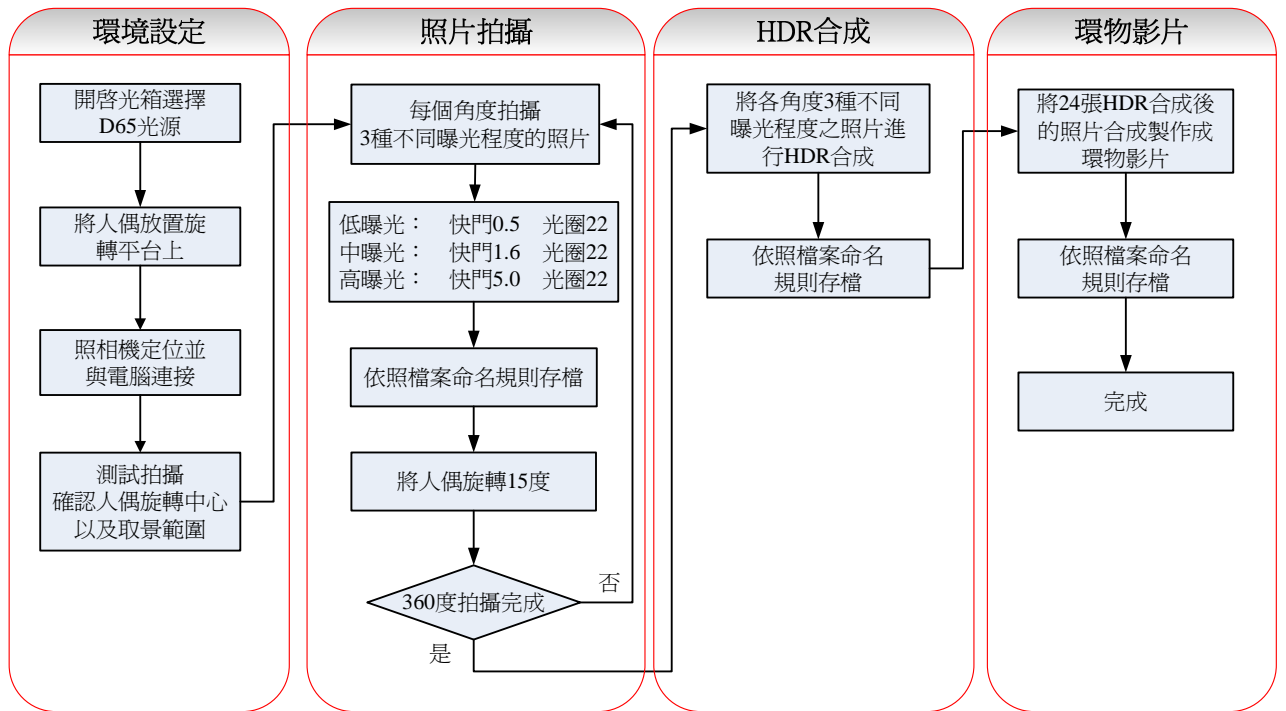 環境設定
開啓光箱選擇
D65光源
將人偶放置旋
轉平台上
照相機定位並
與電腦連接
測試拍攝
確認人偶旋轉中心
以及取景範圍
照片拍攝
每個角度拍攝
3種不同曝光程度的照片
低曝光： 快門0.5 光圈22
中曝光： 快門1.6 光圈22
高曝光： 快門5.0 光圈22
依照檔案命名規則存檔
將人偶旋轉15度
360度拍攝完成
否
是
HDR合成
將各角度3種不同
曝光程度之照片進
行HDR合成
依照檔案命名
規則存檔
環物影片
將24張HDR合成後
的照片合成製作成
環物影片
依照檔案命名
規則存檔
完成